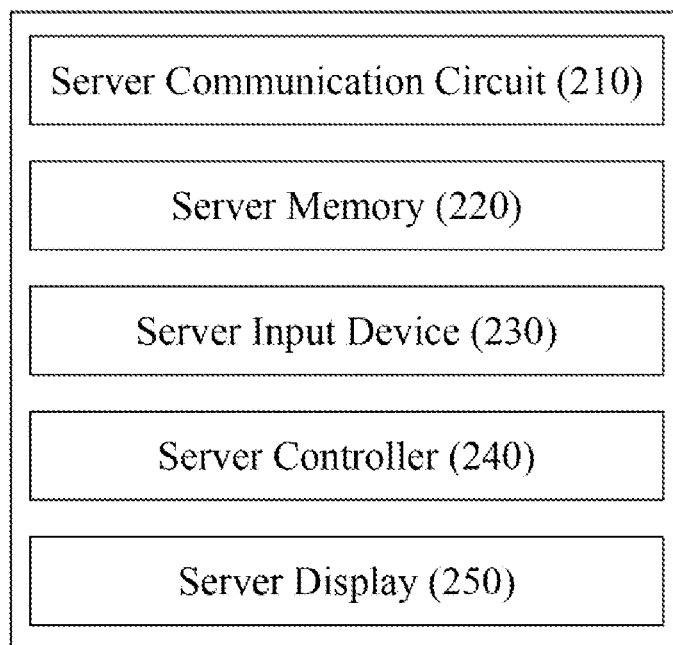 Server Communication Circuit (210)
Server Memory (220)
Server Input Device (230)
Server Controller (240)
Server Display (250)